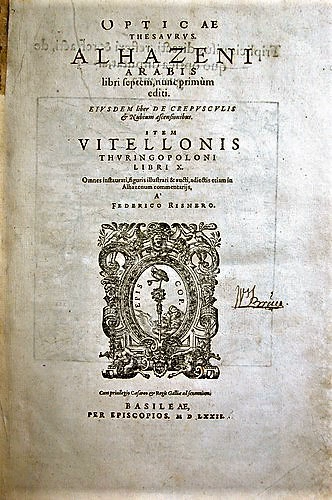 OPTICAE
THESAVRVS.
ALHAZENI
ARABIS
libri septem, nunc primùm
editi.
EIVSDEM liber DE CREPVSCVLIS
& Nubium ascensionibus.
ITEM
VITELLONIS
THVRINGOPOLONI
LIBRI X.
Omnes instaurati, figuris illustrati & aucti, adiectis etiam in
Alhazenum commentarijs,
A'
FEDERICO RISNERO.
EPIS COP.
Cum priuilegio Caesareo & Regis Galliae ad sexennium.
BASILEAE,
PER EPISCOPIOS. M D LXXII.